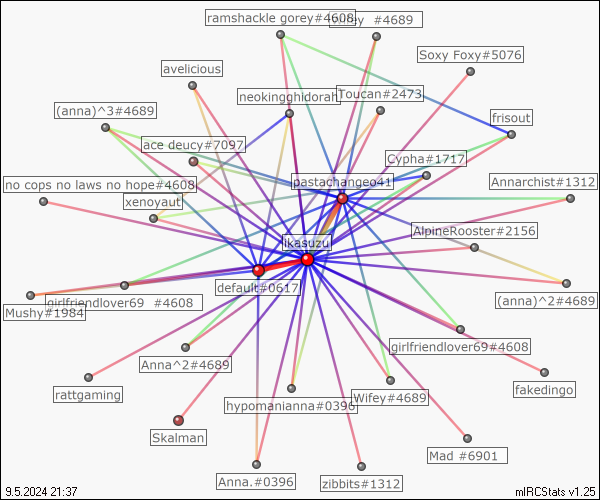 ramshackle gorey#4608
#4689
Soxy Foxy#5076
avelicious
neokingghidorah
Toucan#2473
(anna)^3#4689
frisout
ace deucy#7097
Cypha#1717
pastachangeo41
no cops no laws no hope#4608
Annarchist#1312
xenoyaut
AlpineRooster#2156
ikasuzu
default#0617
girlfriendlover69 #4608
(anna)^2#4689
Mushy#1984
girlfriendlover69#4608
Anna^2#4689
rattgaming
fakedingo
hypomanianna#0396
Wifey#4689
Skalman
Mad #6901
Anna.#0396
zibbits#1312
9.5.2024 21:37
mIRCStats v1.25